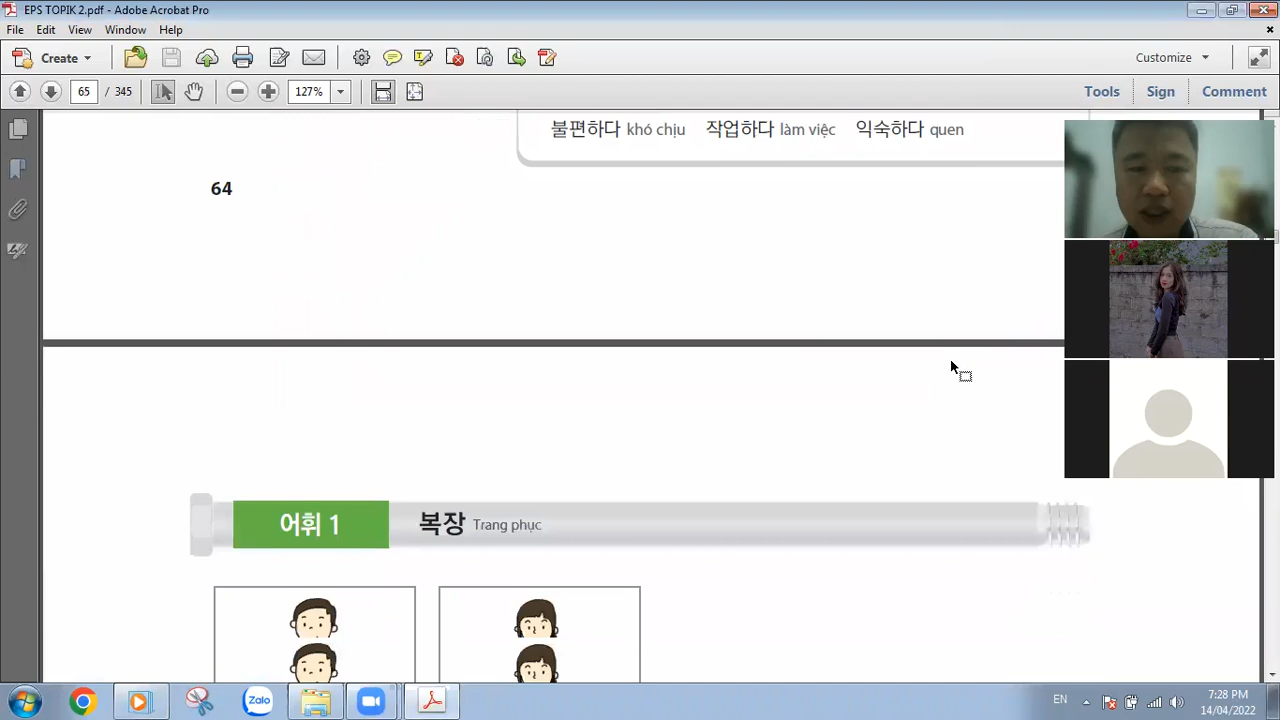 EPS TOPIK 2.pdf - Adobe Acrobat Pro
File Edit View Window Help
Create Customize
65 / 345 127% Tools Sign Comment
불편하다 khó chịu 작업하다 làm việc 익숙하다 quen
64
어휘 1 복장 Trang phục
Zalo
EN 7:28 PM
14/04/2022